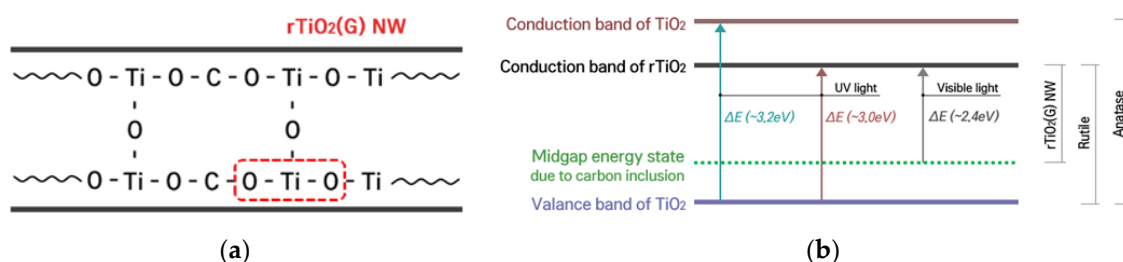 rTiO₂(G) NW
O - Ti - O - C - O - Ti - O - Ti
O
O
O - Ti - O - C - O - Ti - O - Ti
(a)
Conduction band of TiO₂
Conduction band of rTiO₂
UV light
Visible light
ΔE (~3,2eV)
ΔE (~3,0eV)
ΔE (~2,4eV)
Midgap energy state
due to carbon inclusion
Valance band of TiO₂
rTiO₂(G) NW
Rutile
Anatase
(b)